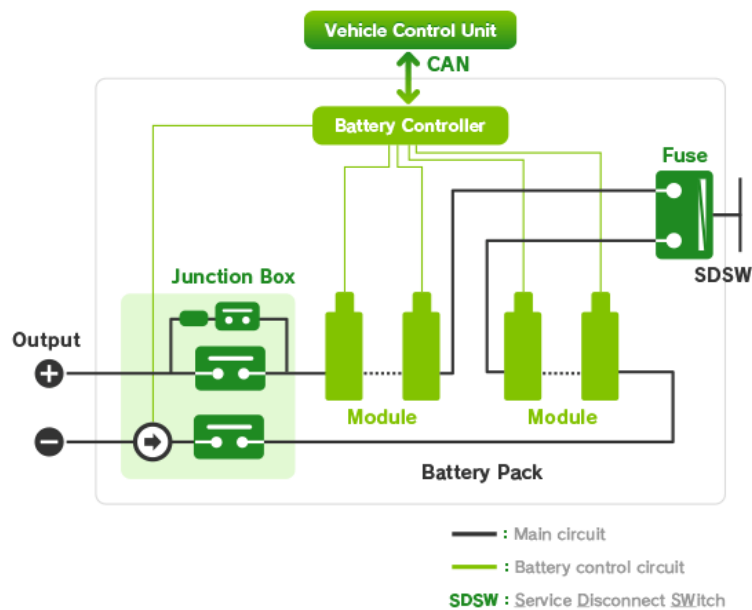 Vehicle Control Unit
CAN
Battery Controller
Fuse
SDSW
Junction Box
Output
Module
Module
Battery Pack
: Main circuit
: Battery control circuit
SDSW : Service Disconnect SWitch